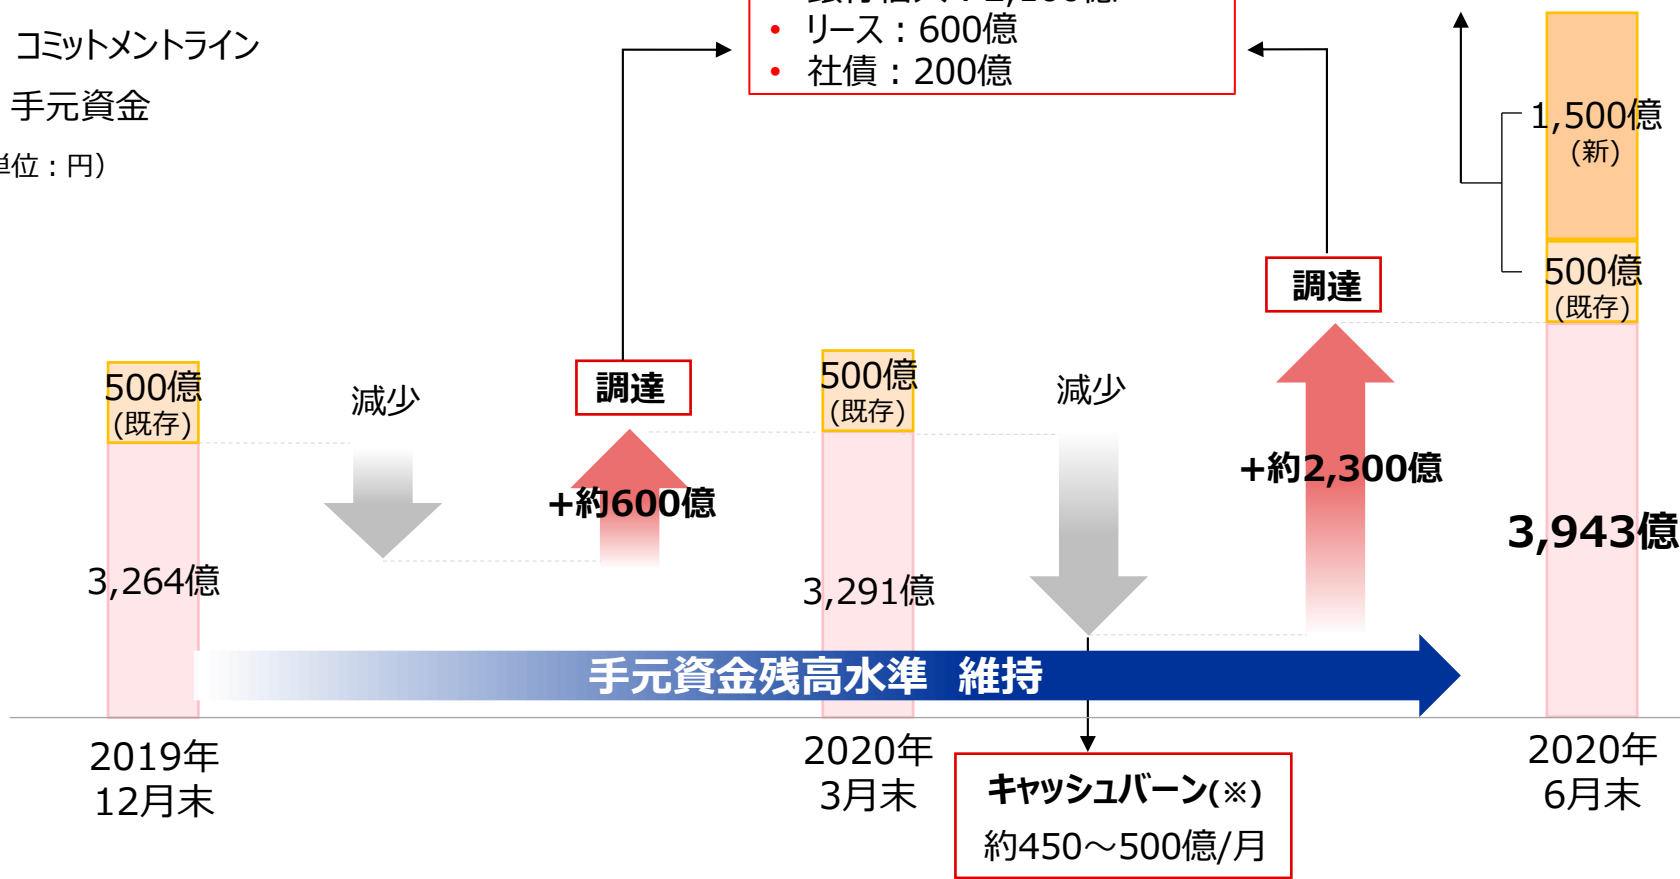 コミットメントライン
手元資金
単位：円）
• リース：600億
• 社債：200億
1,500億
(新)
500億
(既存)
調達
3,943億
500億
(既存)
3,264億
減少
調達
+約600億
500億
(既存)
3,291億
減少
+約2,300億
手元資金残高水準 維持
2019年
12月末
2020年
3月末
2020年
6月末
キャッシュバーン(※)
約450～500億/月